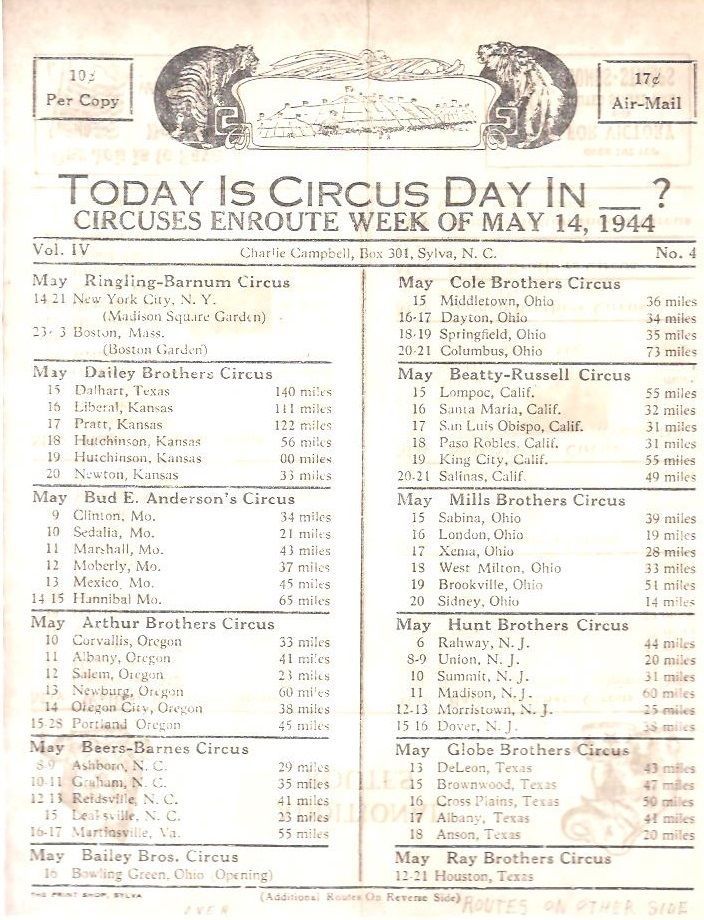 10¢
Per Copy
17¢
Air-Mail
TODAY IS CIRCUS DAY IN __ ?
CIRCUSES ENROUTE WEEK OF MAY 14, 1944
Vol. IV
Charlie Campbell, Box 301, Sylva, N. C.
No. 4
May Ringling-Barnum Circus
14 21 New York City, N. Y.
(Madison Square Garden)
23- 3 Boston, Mass.
(Boston Garden)
May Dailey Brothers Circus
15 Dalhart, Texas 140 miles
16 Liberal, Kansas 111 miles
17 Pratt, Kansas 122 miles
18 Hutchinson, Kansas 56 miles
19 Hutchinson, Kansas 00 miles
20 Newton, Kansas 33 miles
May Bud E. Anderson's Circus
9 Clinton, Mo. 34 miles
10 Sedalia, Mo. 21 miles
11 Marshall, Mo. 43 miles
12 Moberly, Mo. 37 miles
13 Mexico, Mo. 45 miles
14 15 Hannibal Mo. 65 miles
May Arthur Brothers Circus
10 Corvallis, Oregon 33 miles
11 Albany, Oregon 41 miles
12 Salem, Oregon 23 miles
13 Newburg, Oregon 60 miles
14 Oregon City, Oregon 38 miles
15-28 Portland Oregon 45 miles
May Beers-Barnes Circus
8-9 Ashboro, N. C. 29 miles
10-11 Graham, N. C. 35 miles
12 13 Reidsville, N. C. 41 miles
15 Leaksville, N. C. 23 miles
16-17 Martinsville, Va. 55 miles
May Bailey Bros. Circus
16 Bowling Green, Ohio Opening)
THE PRINT SHOP, SYLVA
May Cole Brothers Circus
15 Middletown, Ohio 36 miles
16-17 Dayton, Ohio 34 miles
18-19 Springfield, Ohio 35 miles
20-21 Columbus, Ohio 73 miles
May Beatty-Russell Circus
15 Lompoc, Calif. 55 miles
16 Santa Maria, Calif. 32 miles
17 San Luis Obispo, Calif. 31 miles
18 Paso Robles, Calif. 31 miles
19 King City, Calif. 55 miles
20-21 Salinas, Calif 49 miles
May Mills Brothers Circus
15 Sabina, Ohio 39 miles
16 London, Ohio 19 miles
17 Xenia, Ohio 28 miles
18 West Milton, Ohio 33 miles
19 Brookville, Ohio 51 miles
20 Sidney, Ohio 14 miles
May Hunt Brothers Circus
6 Rahway, N. J. 44 miles
8-9 Union, N. J. 20 miles
10 Summit, N. J. 31 miles
11 Madison, N. J. 60 miles
12-13 Morristown, N. J. 25 miles
15 16 Dover, N. J. 38 miles
May Globe Brothers Circus
13 DeLeon, Texas 43 miles
15 Brownwood, Texas 47 miles
16 Cross Plains, Texas 50 miles
17 Albany, Texas 41 miles
18 Anson, Texas 20 miles
May Ray Brothers Circus
12-21 Houston, Texas
(Additional Routes On Reverse Side)
ROUTES ON OTHER SIDE